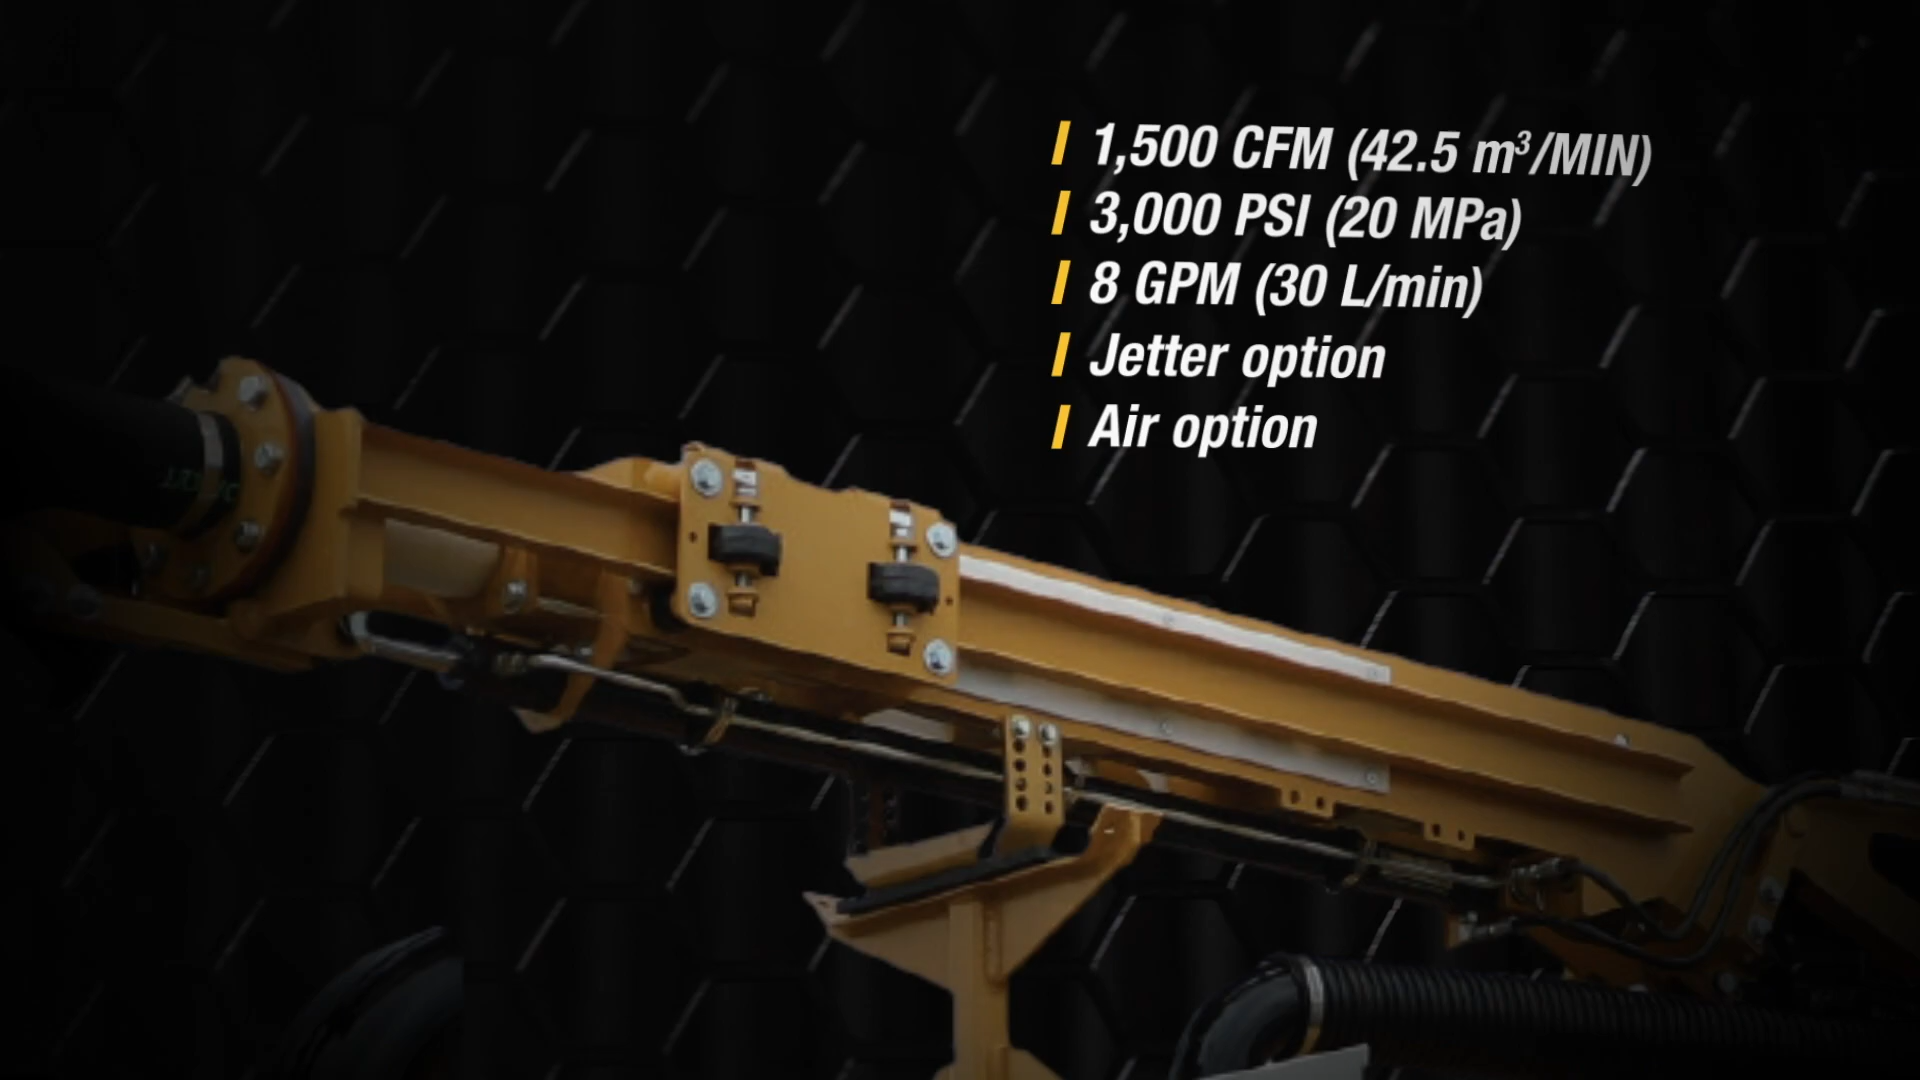 1,500 CFM (42.5 m³/MIN)
3,000 PSI (20 MPa)
8 GPM (30 L/min)
Jetter option
Air option